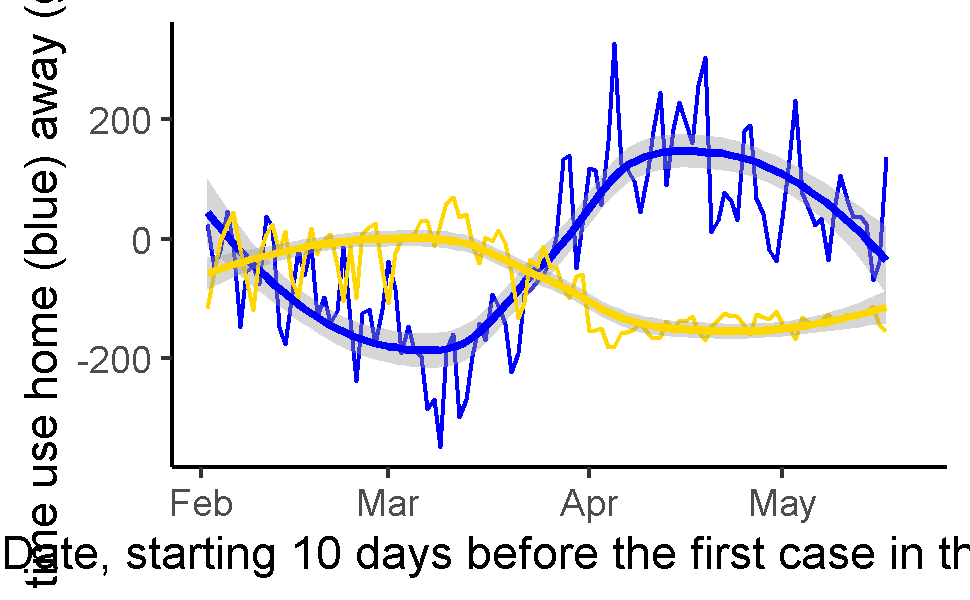 time use home (blue) away (
200
0
-200
Feb Mar Apr May
Date, starting 10 days before the first case in th